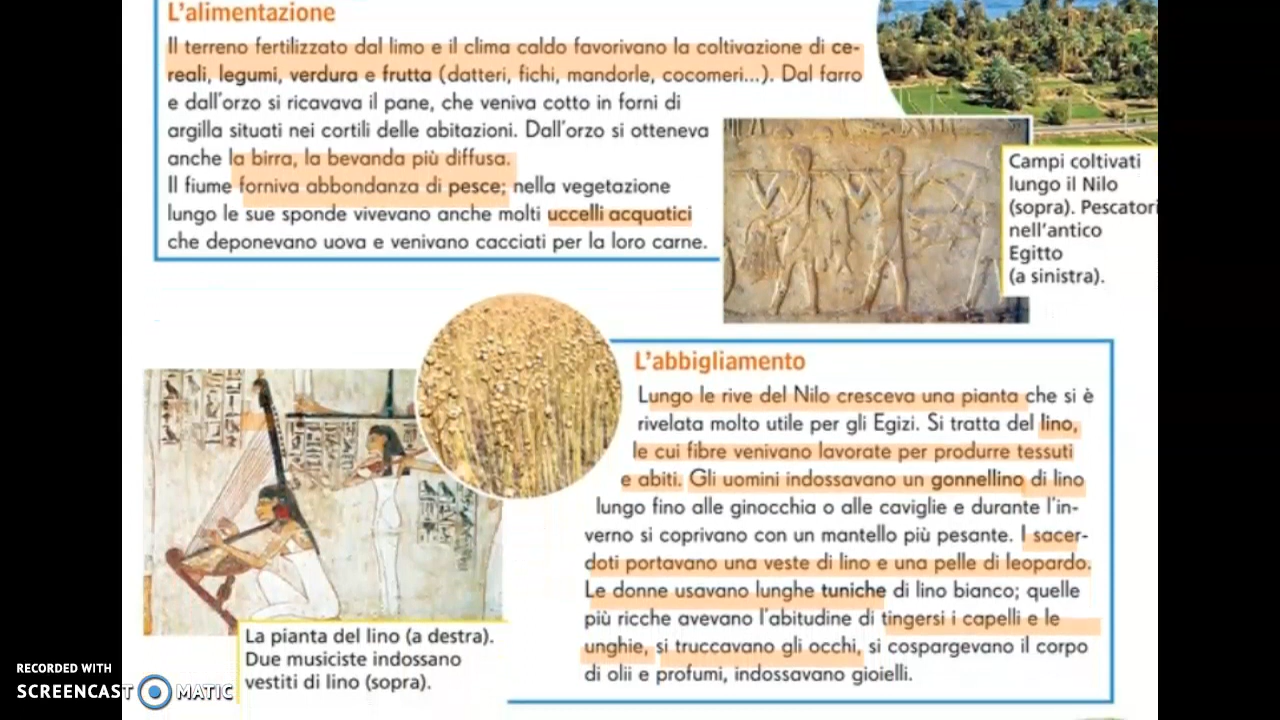 L'alimentazione
Il terreno fertilizzato dal limo e il clima caldo favorivano la coltivazione di ce-
reali, legumi, verdura e frutta (datteri, fichi, mandorle, cocomeri...). Dal farro
e dall'orzo si ricavava il pane, che veniva cotto in forni di
argilla situati nei cortili delle abitazioni. Dall'orzo si otteneva
anche la birra, la bevanda più diffusa.
Il fiume forniva abbondanza di pesce; nella vegetazione
lungo le sue sponde vivevano anche molti uccelli acquatici
che deponevano uova e venivano cacciati per la loro carne.
Campi coltivati
lungo il Nilo
(sopra). Pescatori
nell'antico
Egitto
(a sinistra).
L'abbigliamento
Lungo le rive del Nilo cresceva una pianta che si è
rivelata molto utile per gli Egizi. Si tratta del lino,
le cui fibre venivano lavorate per produrre tessuti
e abiti. Gli uomini indossavano un gonnellino di lino
lungo fino alle ginocchia o alle caviglie e durante l'in-
verno si coprivano con un mantello più pesante. I sacer-
doti portavano una veste di lino e una pelle di leopardo.
Le donne usavano lunghe tuniche di lino bianco; quelle
più ricche avevano l'abitudine di tingersi i capelli e le
unghie, si truccavano gli occhi, si cospargevano il corpo
di olii e profumi, indossavano gioielli.
La pianta del lino (a destra).
Due musiciste indossano
vestiti di lino (sopra).
RECORDED WITH
SCREENCAST MATIC